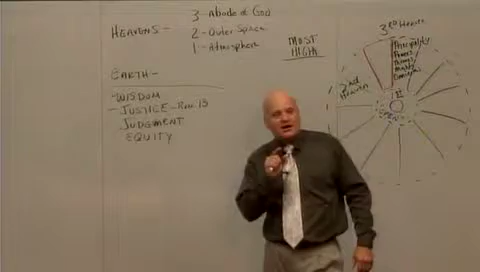 HEAVENS-
3-Abode of God
2-Outer Space
1-Atmosphere
EARTH-
WISDOM
-JUSTICE-Rom.13
JUDGMENT
EQUITY
MOST
HIGH
3RD Heaven
Principality
Powers
Thrones
Mights
Dominions
2nd
Heaven